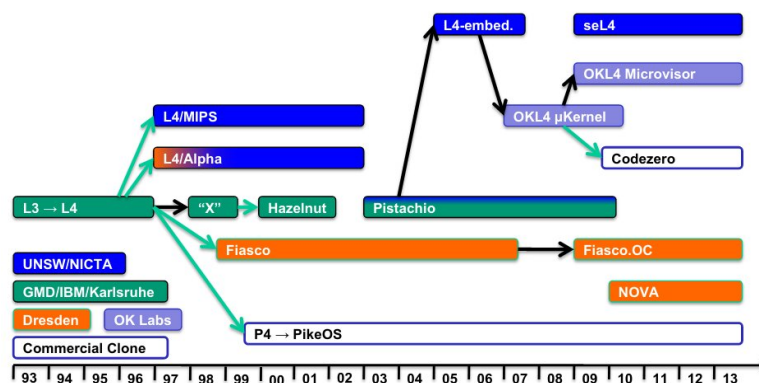 L4-embed.
seL4
OKL4 Microvisor
L4/MIPS
OKL4 µKernel
L4/Alpha
Codezero
L3 → L4
“X”
Hazelnut
Pistachio
Fiasco
Fiasco.OC
UNSW/NICTA
GMD/IBM/Karlsruhe
NOVA
Dresden
OK Labs
P4 → PikeOS
Commercial Clone
93 94 95 96 97 98 99 00 01 02 03 04 05 06 07 08 09 10 11 12 13